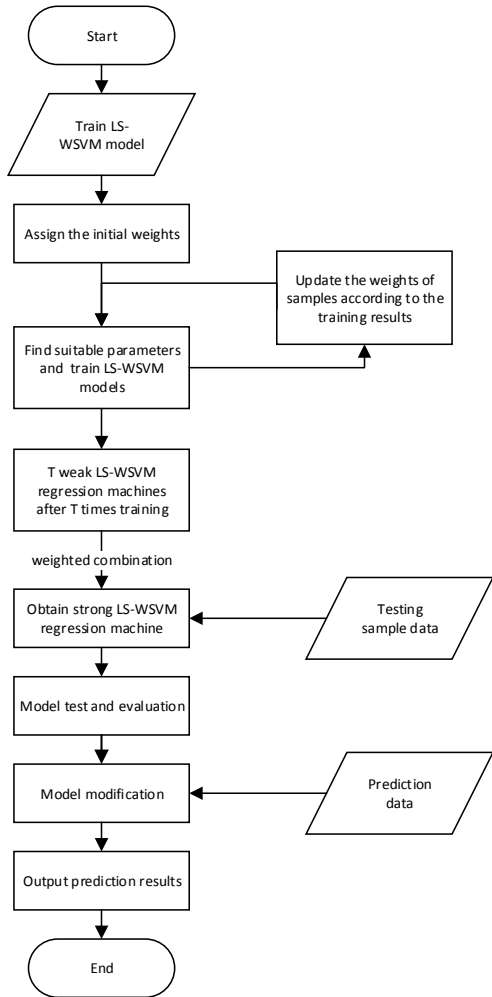 Start
Train LS-
WSVM model
Assign the initial weights
Update the weights of
samples according to the
training results
Find suitable parameters
and train LS-WSVM
models
T weak LS-WSVM
regression machines
after T times training
weighted combination
Obtain strong LS-WSVM
regression machine
Testing
sample data
Model test and evaluation
Model modification
Prediction
data
Output prediction results
End